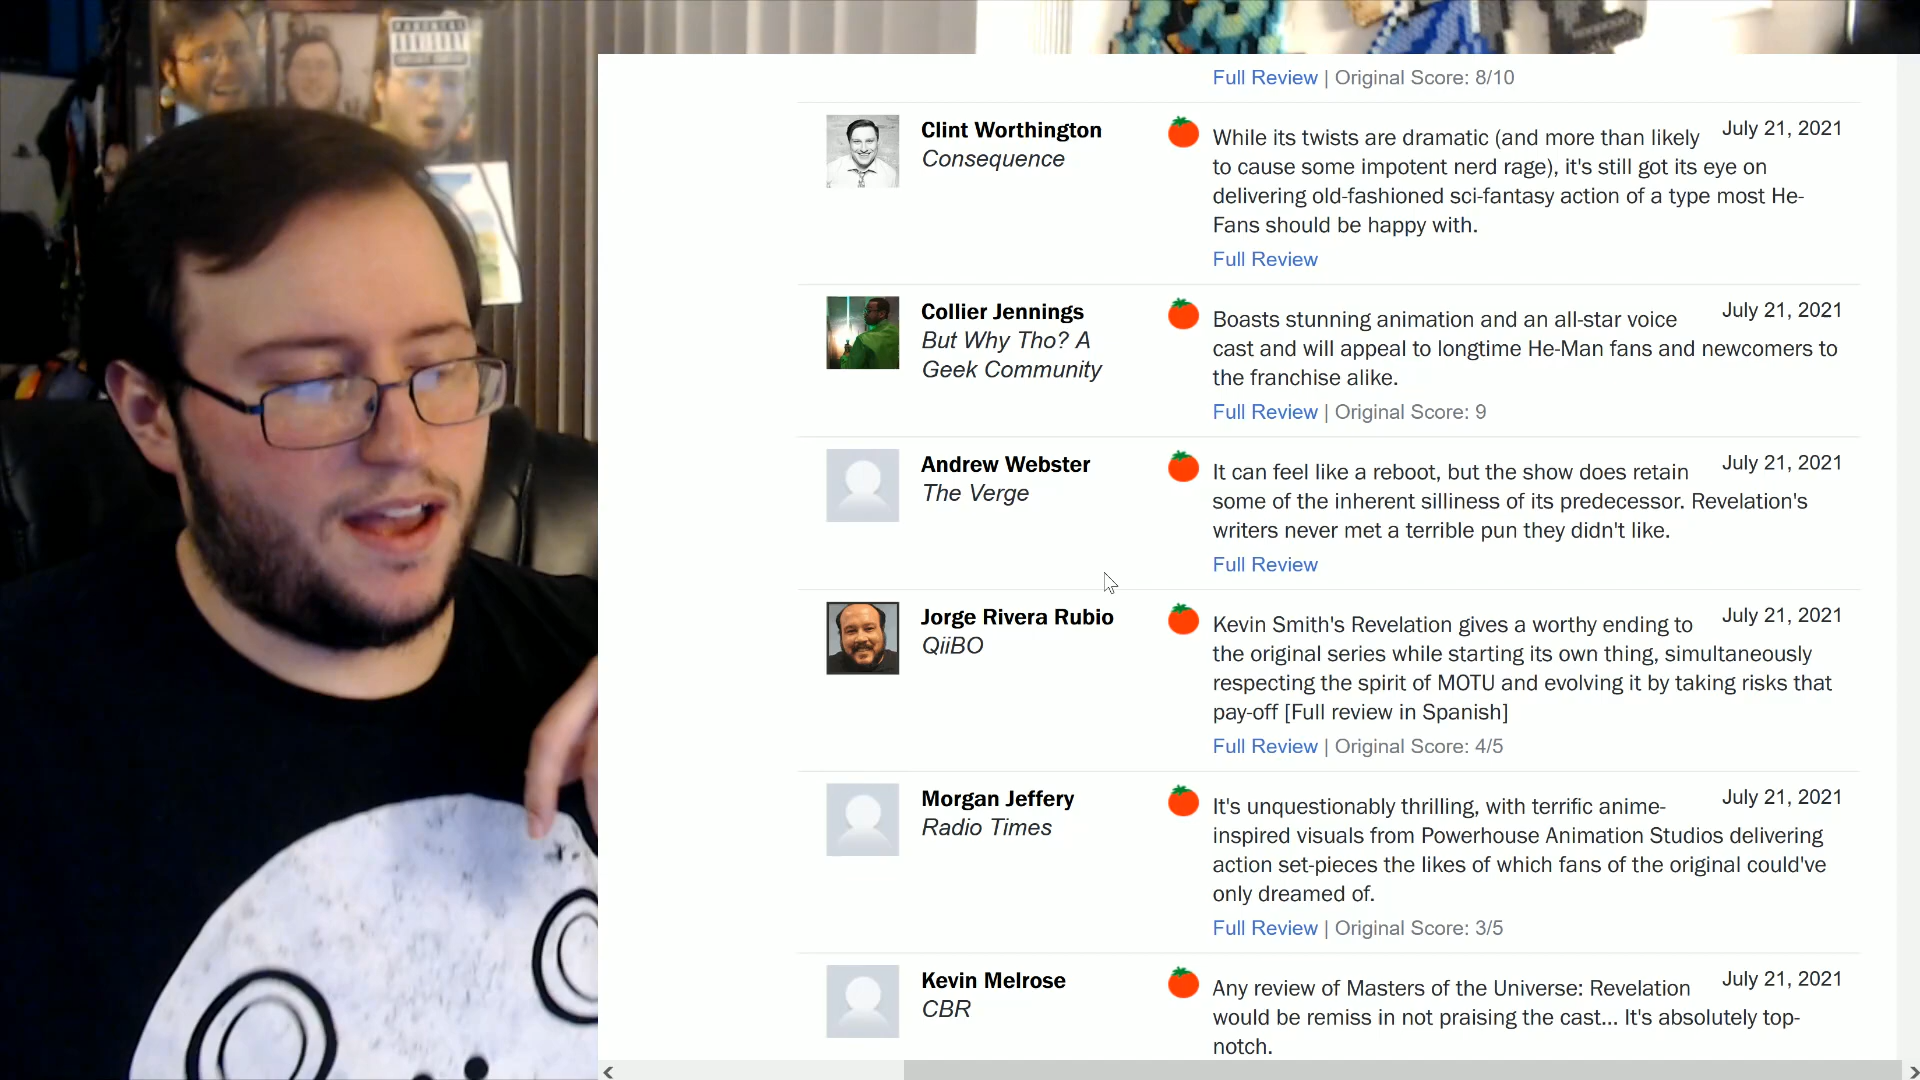 PARENTAL
ADVISORY
Full Review | Original Score: 8/10
Clint Worthington
Consequence
July 21, 2021
While its twists are dramatic (and more than likely
to cause some impotent nerd rage), it's still got its eye on
delivering old-fashioned sci-fantasy action of a type most He-
Fans should be happy with.
Full Review
Collier Jennings
But Why Tho? A
Geek Community
July 21, 2021
Boasts stunning animation and an all-star voice
cast and will appeal to longtime He-Man fans and newcomers to
the franchise alike.
Full Review | Original Score: 9
Andrew Webster
The Verge
July 21, 2021
It can feel like a reboot, but the show does retain
some of the inherent silliness of its predecessor. Revelation's
writers never met a terrible pun they didn't like.
Full Review
Jorge Rivera Rubio
QiiBO
July 21, 2021
Kevin Smith's Revelation gives a worthy ending to
the original series while starting its own thing, simultaneously
respecting the spirit of MOTU and evolving it by taking risks that
pay-off [Full review in Spanish]
Full Review | Original Score: 4/5
Morgan Jeffery
Radio Times
July 21, 2021
It's unquestionably thrilling, with terrific anime-
inspired visuals from Powerhouse Animation Studios delivering
action set-pieces the likes of which fans of the original could've
only dreamed of.
Full Review | Original Score: 3/5
Kevin Melrose
CBR
July 21, 2021
Any review of Masters of the Universe: Revelation
would be remiss in not praising the cast... It's absolutely top-
notch.